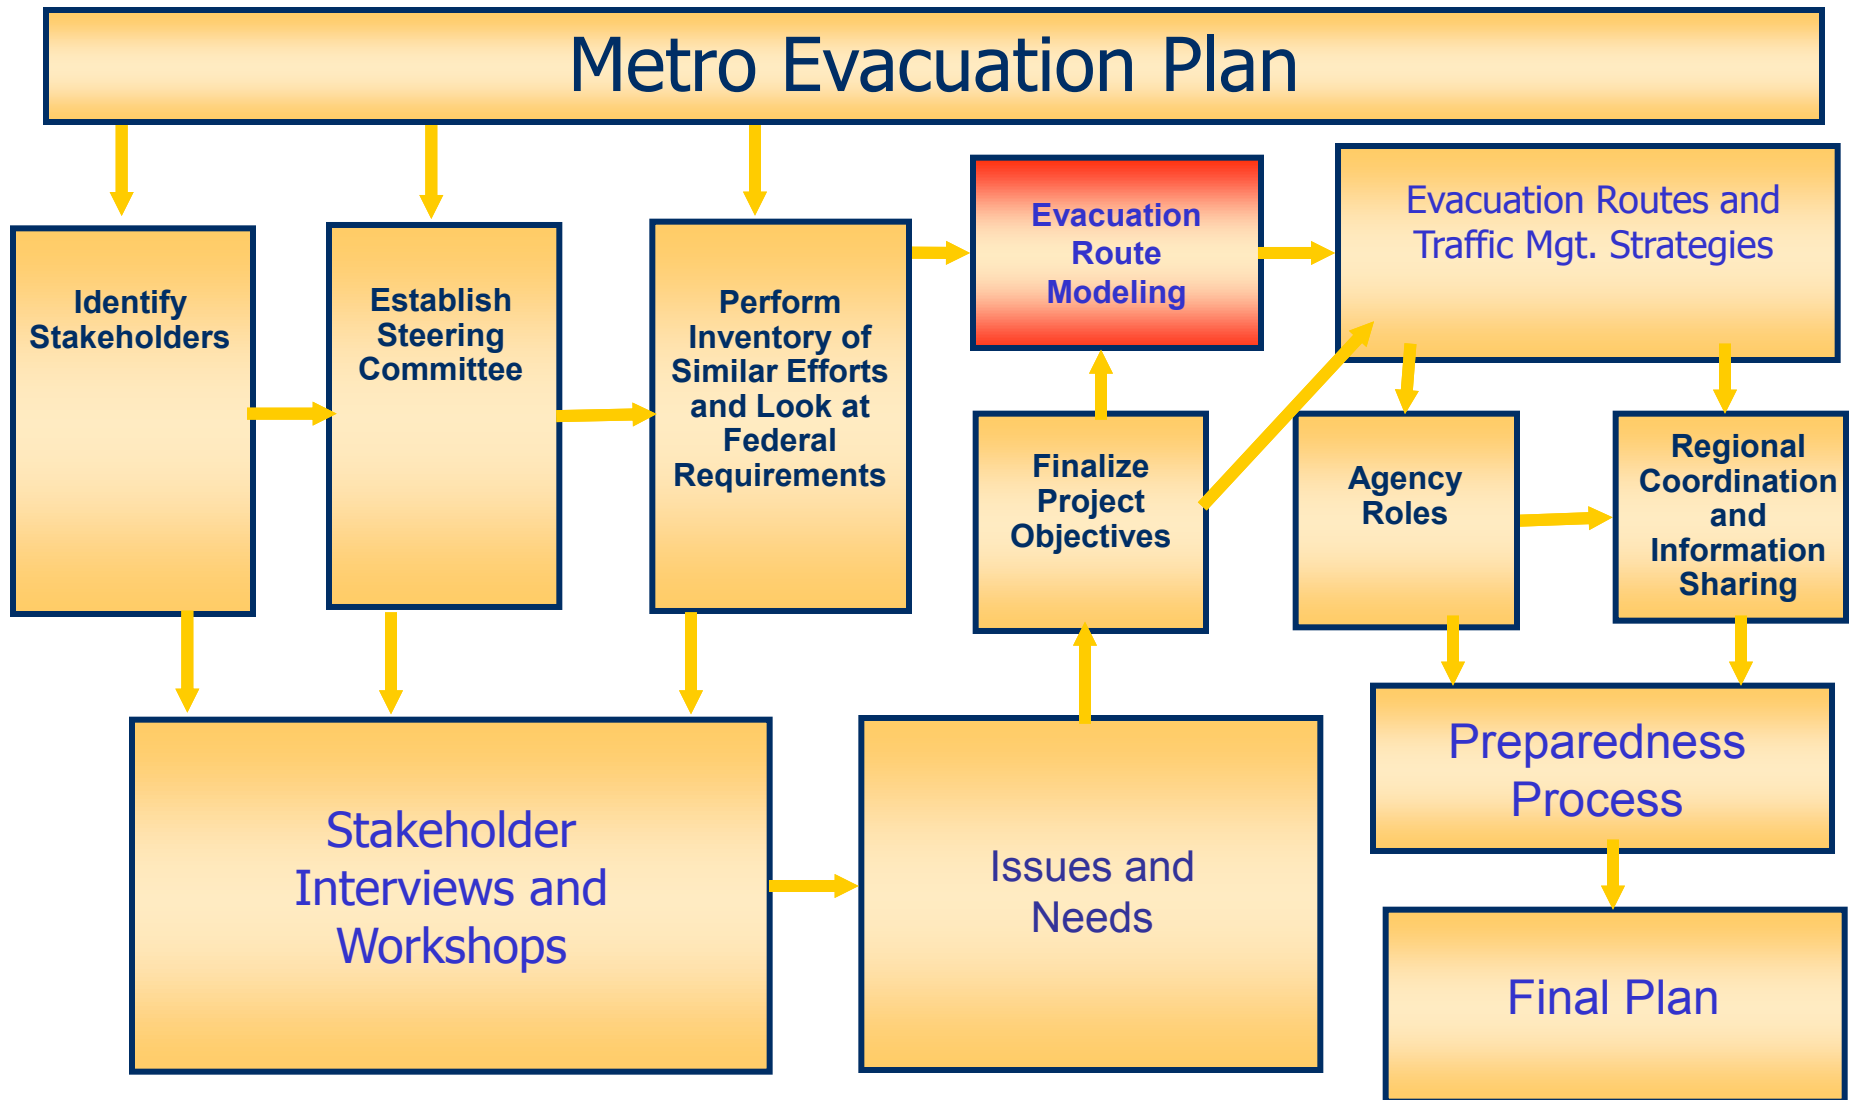 Metro Evacuation Plan
Identify
Stakeholders
Establish
Steering
Committee
Perform
Inventory of
Similar Efforts
and Look at
Federal
Requirements
Evacuation
Route
Modeling
Evacuation Routes and
Traffic Mgt. Strategies
Finalize
Project
Objectives
Agency
Roles
Regional
Coordination
and
Information
Sharing
Stakeholder
Interviews and
Workshops
Issues and
Needs
Preparedness
Process
Final Plan